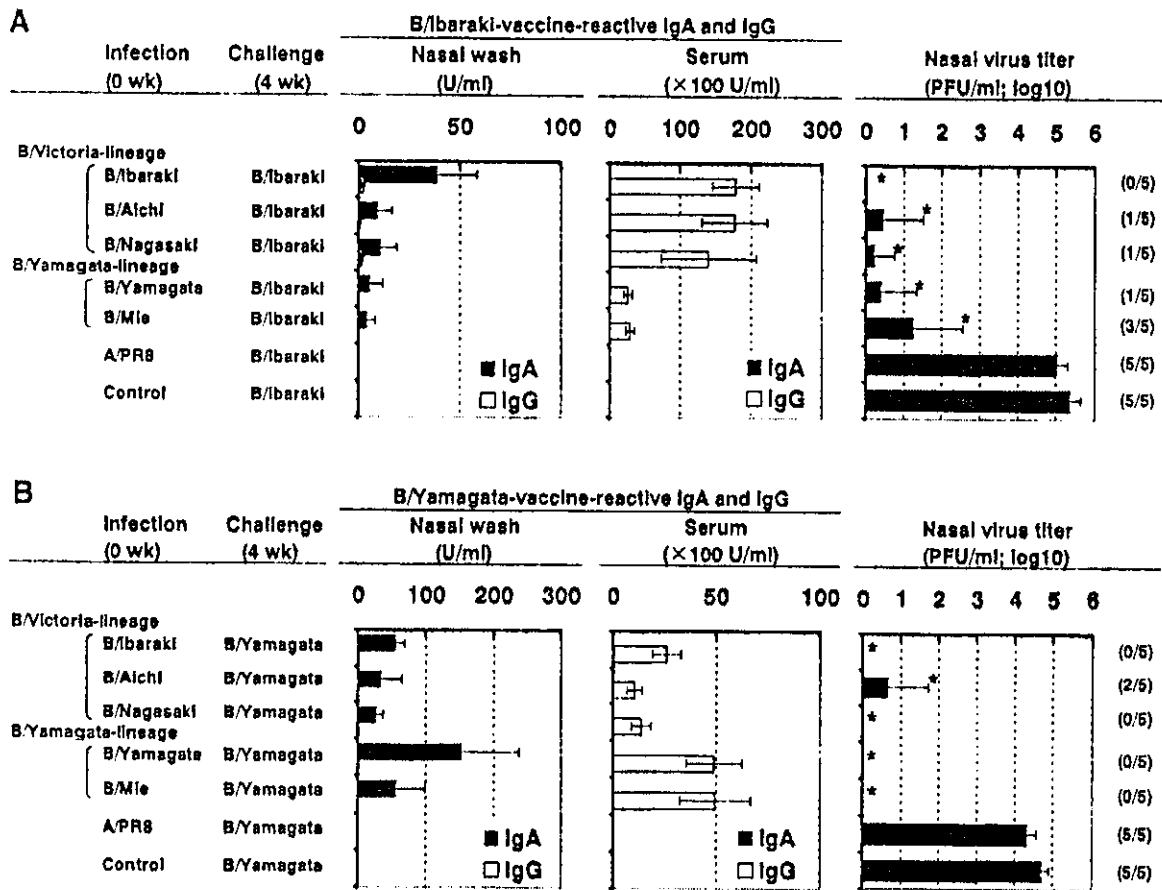 A
B/Ibaraki-vaccine-reactive IgA and IgG
Infection Challenge Nasal wash Serum Nasal virus titer
(0 wk) (4 wk) (U/ml) (×100 U/ml) (PFU/ml; log10)
0 50 100 0 100 200 300 0 1 2 3 4 5 6
B/Victoria-lineage
B/Ibaraki B/Ibaraki * (0/5)
B/Aichi B/Ibaraki * (1/5)
B/Nagasaki B/Ibaraki * (1/5)
B/Yamagata-lineage
B/Yamagata B/Ibaraki * (1/5)
B/Mie B/Ibaraki * (3/5)
A/PR8 B/Ibaraki IgA IgA (5/5)
Control B/Ibaraki IgG IgG (5/5)
B
B/Yamagata-vaccine-reactive IgA and IgG
Infection Challenge Nasal wash Serum Nasal virus titer
(0 wk) (4 wk) (U/ml) (×100 U/ml) (PFU/ml; log10)
0 100 200 300 0 50 100 0 1 2 3 4 5 6
B/Victoria-lineage
B/Ibaraki B/Yamagata * (0/5)
B/Aichi B/Yamagata * (2/5)
B/Nagasaki B/Yamagata * (0/5)
B/Yamagata-lineage
B/Yamagata B/Yamagata * (0/5)
B/Mie B/Yamagata * (0/5)
A/PR8 B/Yamagata IgA IgA (5/5)
Control B/Yamagata IgG IgG (5/5)